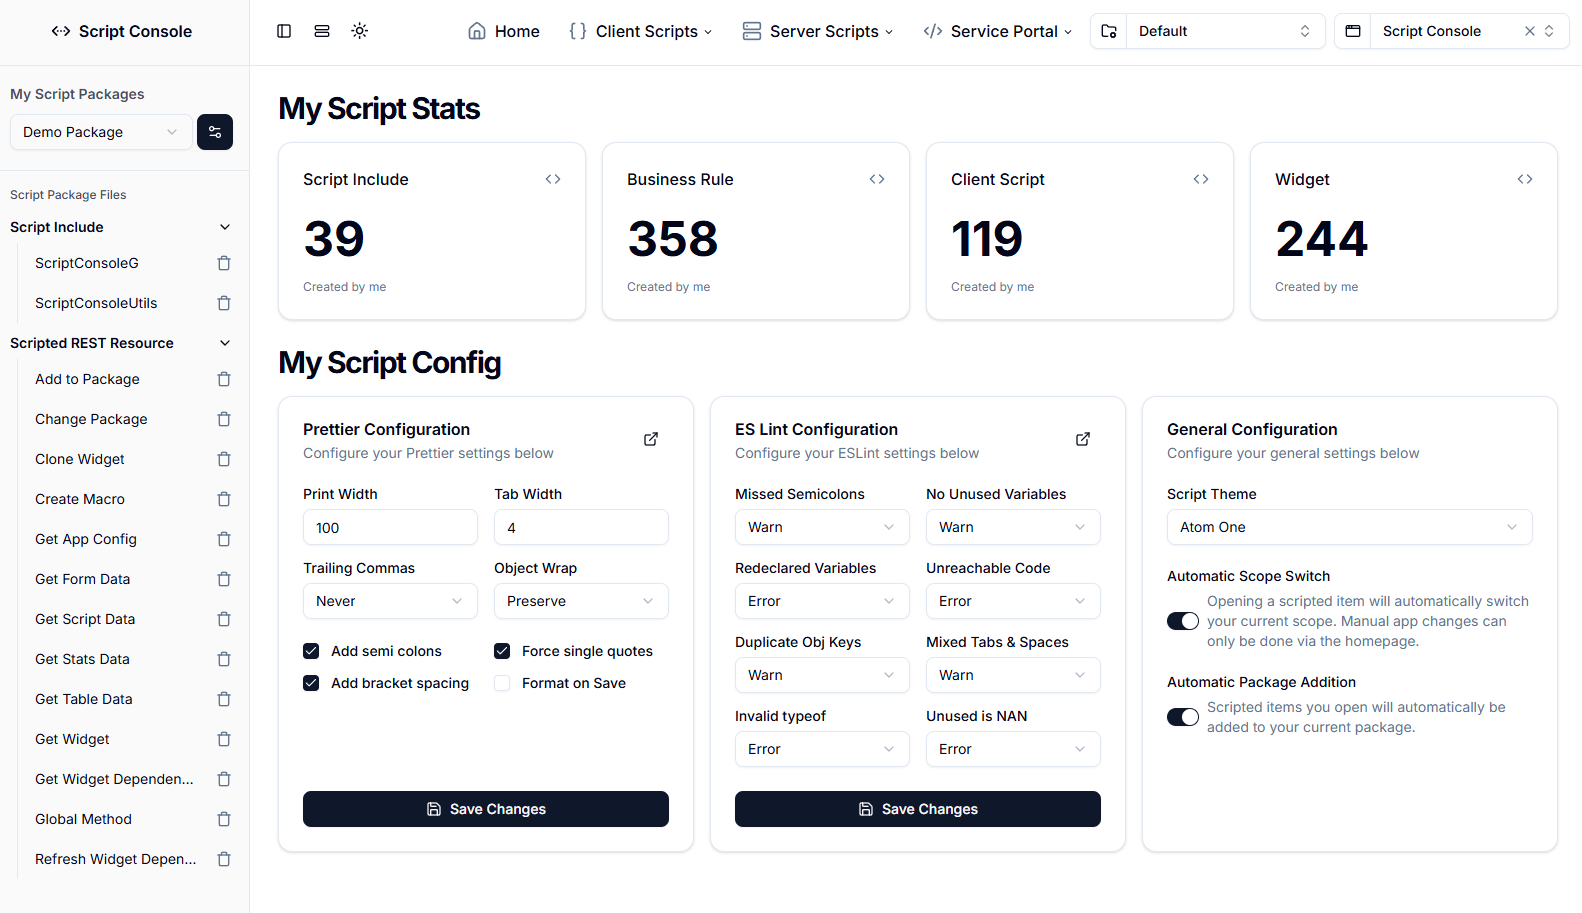 Script Console
Home
Client Scripts
Server Scripts
Service Portal
Default
Script Console
My Script Packages
Demo Package
Script Package Files
Script Include
ScriptConsoleG
ScriptConsoleUtils
Scripted REST Resource
Add to Package
Change Package
Clone Widget
Create Macro
Get App Config
Get Form Data
Get Script Data
Get Stats Data
Get Table Data
Get Widget
Get Widget Dependen...
Global Method
Refresh Widget Depen...
My Script Stats
Script Include
39
Created by me
Business Rule
358
Created by me
Client Script
119
Created by me
Widget
244
Created by me
My Script Config
Prettier Configuration
Configure your Prettier settings below
Print Width
Tab Width
100
4
Trailing Commas
Object Wrap
Never
Preserve
Add semi colons
Force single quotes
Add bracket spacing
Format on Save
Save Changes
ES Lint Configuration
Configure your ESLint settings below
Missed Semicolons
No Unused Variables
Warn
Warn
Redeclared Variables
Unreachable Code
Error
Error
Duplicate Obj Keys
Mixed Tabs & Spaces
Warn
Warn
Invalid typeof
Unused is NAN
Error
Error
Save Changes
General Configuration
Configure your general settings below
Script Theme
Atom One
Automatic Scope Switch
Opening a scripted item will automatically switch
your current scope. Manual app changes can
only be done via the homepage.
Automatic Package Addition
Scripted items you open will automatically be
added to your current package.